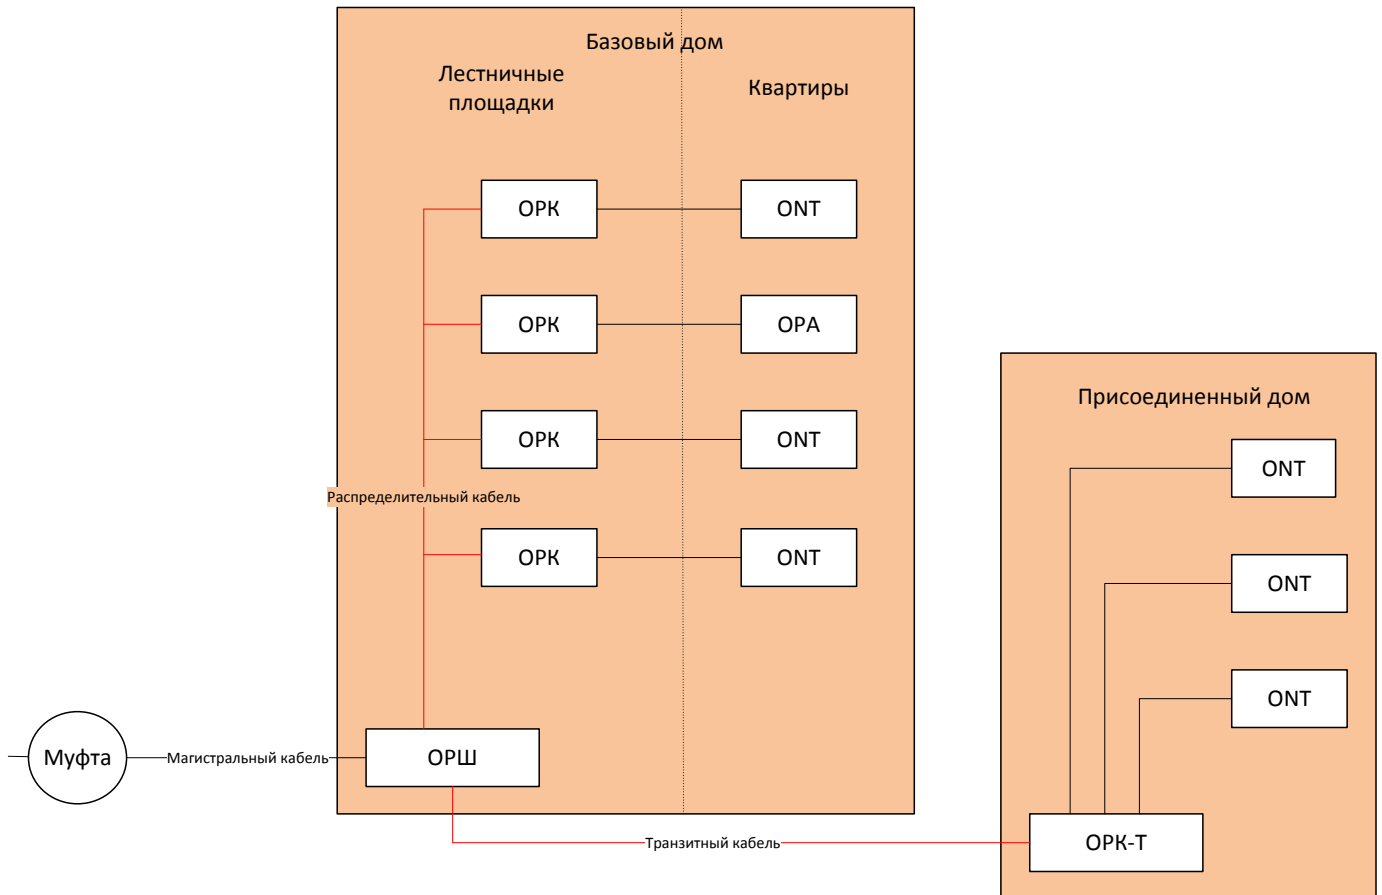 Базовый дом
Лестничные
площадки
Квартиры
ОРК
ONT
ОРК
ОРА
ОРК
ONT
Распределительный кабель
ОРК
ONT
Присоединенный дом
ONT
ONT
ONT
Муфта
Магистральный кабель
ОРШ
Транзитный кабель
ОРК-Т